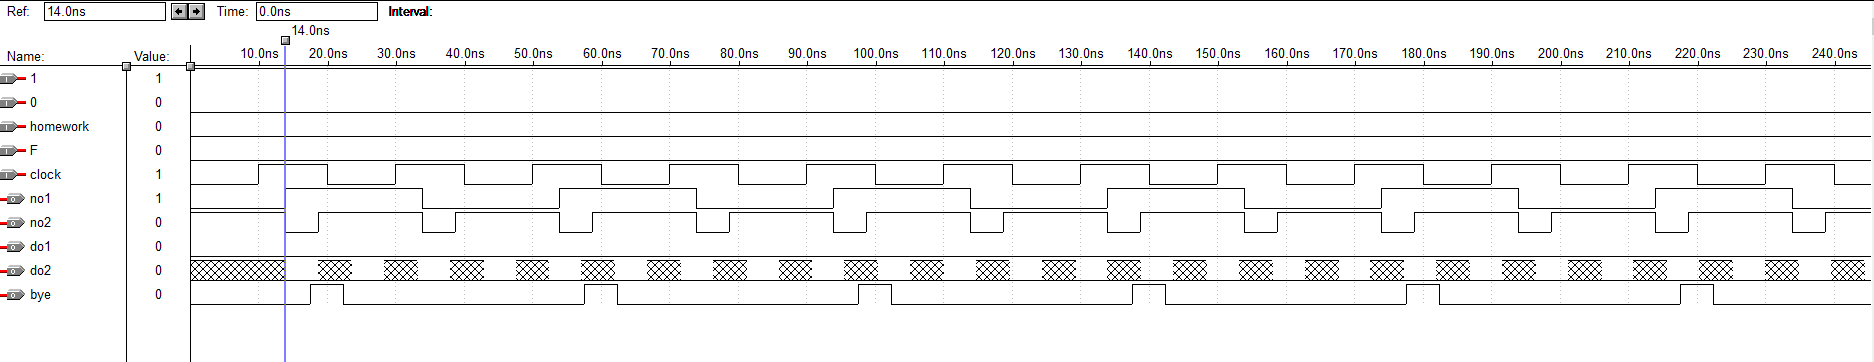 Ref: 14.0ns Time: 0.0ns Interval:
14.0ns
Name: Value: 10.0ns 20.0ns 30.0ns 40.0ns 50.0ns 60.0ns 70.0ns 80.0ns 90.0ns 100.0ns 110.0ns 120.0ns 130.0ns 140.0ns 150.0ns 160.0ns 170.0ns 180.0ns 190.0ns 200.0ns 210.0ns 220.0ns 230.0ns 240.0ns
1 1
0 0
homework 0
F 0
clock 1
no1 1
no2 0
do1 0
do2 0
bye 0